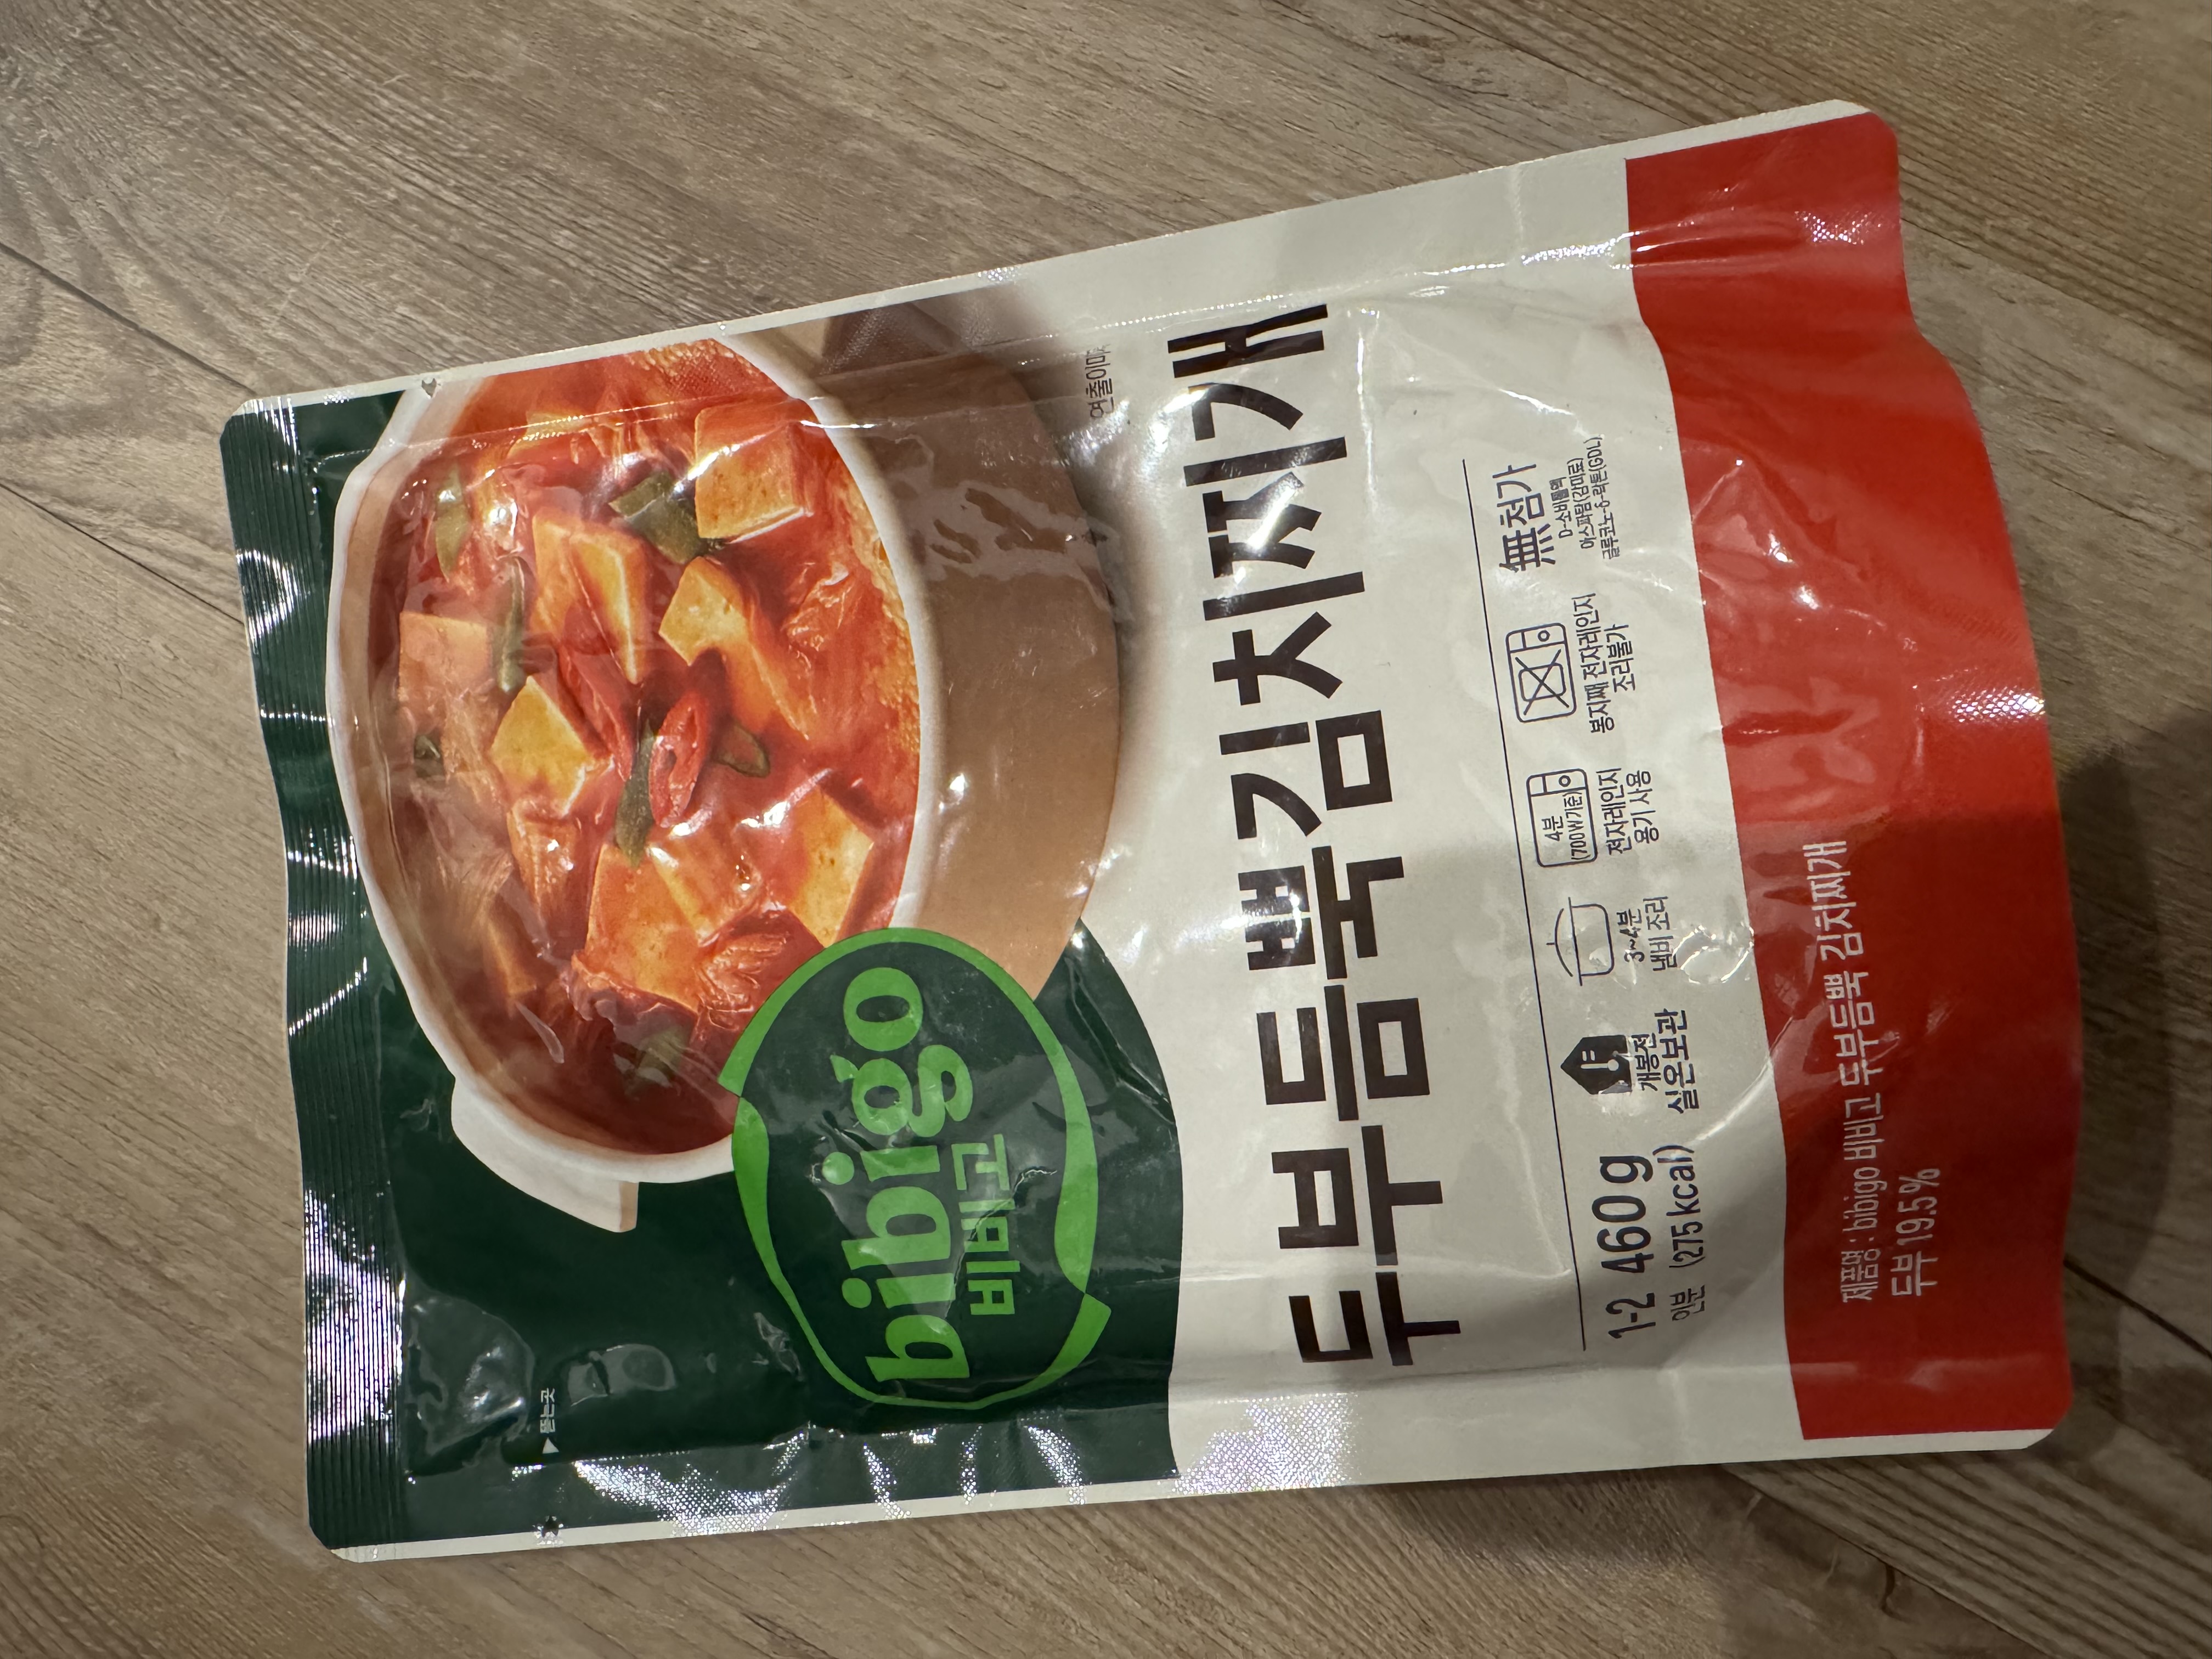 ▶뜯는곳
bibigo
비비고
연출이미지
두부듬뿍김치찌개
1-2 460g
인분 (275 kcal)
개봉전
실온보관
3~4분
냄비 조리
4분
(700W기준)
전자레인지
용기 사용
봉지째 전자레인지
조리불가
無첨가
D-소비톨액
아스파탐(감미료)
글루코노-δ-락톤(GDL)
제품명 : bibigo 비비고 두부듬뿍 김치찌개
두부 19.5 %